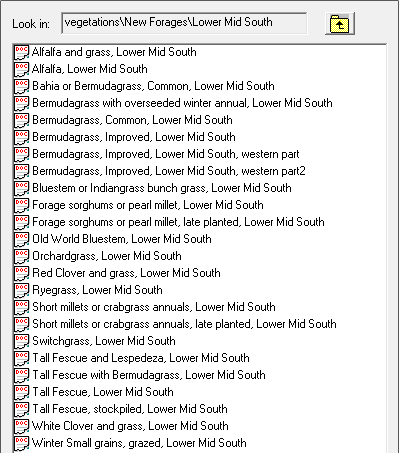 Look in: vegetations\New Forages\Lower Mid South
Alfalfa and grass, Lower Mid South
Alfalfa, Lower Mid South
Bahia or Bermudagrass, Common, Lower Mid South
Bermudagrass with overseeded winter annual, Lower Mid South
Bermudagrass, Common, Lower Mid South
Bermudagrass, Improved, Lower Mid South
Bermudagrass, Improved, Lower Mid South, western part
Bermudagrass, Improved, Lower Mid South, western part2
Bluestem or Indiangrass bunch grass, Lower Mid South
Forage sorghums or pearl millet, Lower Mid South
Forage sorghums or pearl millet, late planted, Lower Mid South
Old World Bluestem, Lower Mid South
Orchardgrass, Lower Mid South
Red Clover and grass, Lower Mid South
Ryegrass, Lower Mid South
Short millets or crabgrass annuals, Lower Mid South
Short millets or crabgrass annuals, late planted, Lower Mid South
Switchgrass, Lower Mid South
Tall Fescue and Lespedeza, Lower Mid South
Tall Fescue with Bermudagrass, Lower Mid South
Tall Fescue, Lower Mid South
Tall Fescue, stockpiled, Lower Mid South
White Clover and grass, Lower Mid South
Winter Small grains, grazed, Lower Mid South